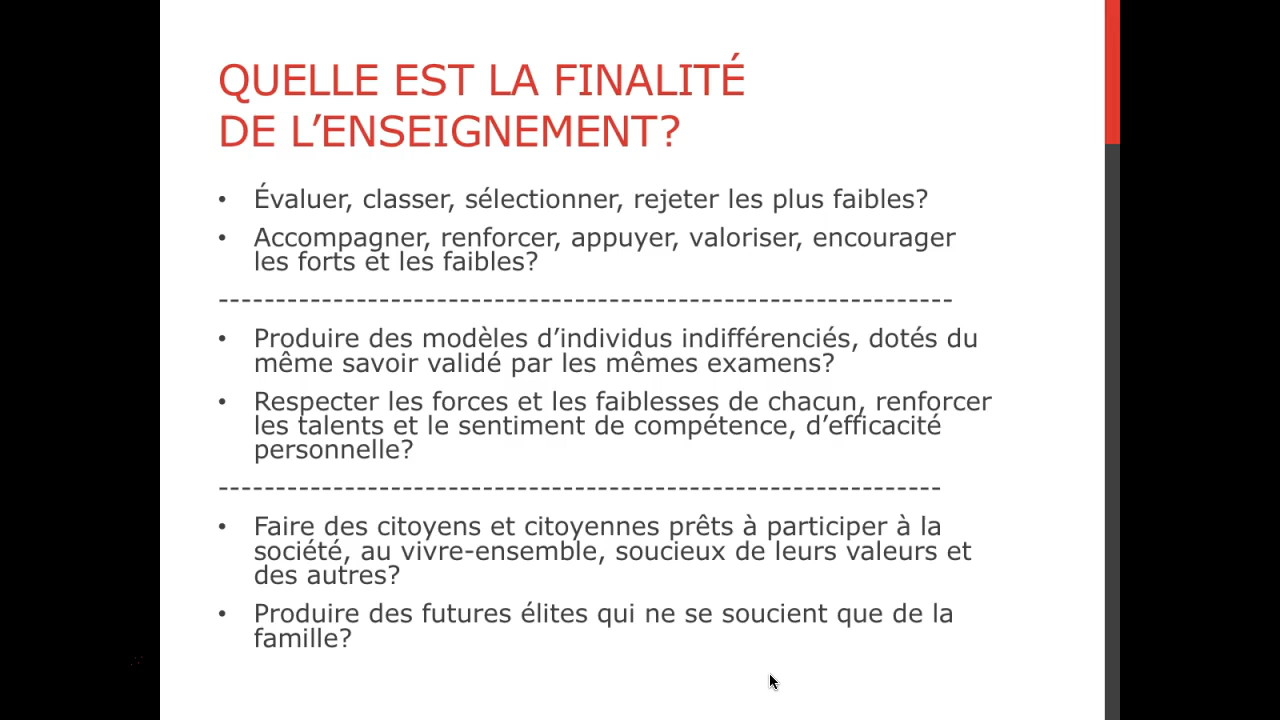 QUELLE EST LA FINALITÉ
DE L’ENSEIGNEMENT?
• Évaluer, classer, sélectionner, rejeter les plus faibles?
• Accompagner, renforcer, appuyer, valoriser, encourager
les forts et les faibles?
----------------------------------------------------------------
• Produire des modèles d’individus indifférenciés, dotés du
même savoir validé par les mêmes examens?
• Respecter les forces et les faiblesses de chacun, renforcer
les talents et le sentiment de compétence, d’efficacité
personnelle?
---------------------------------------------------------------
• Faire des citoyens et citoyennes prêts à participer à la
société, au vivre-ensemble, soucieux de leurs valeurs et
des autres?
• Produire des futures élites qui ne se soucient que de la
famille?